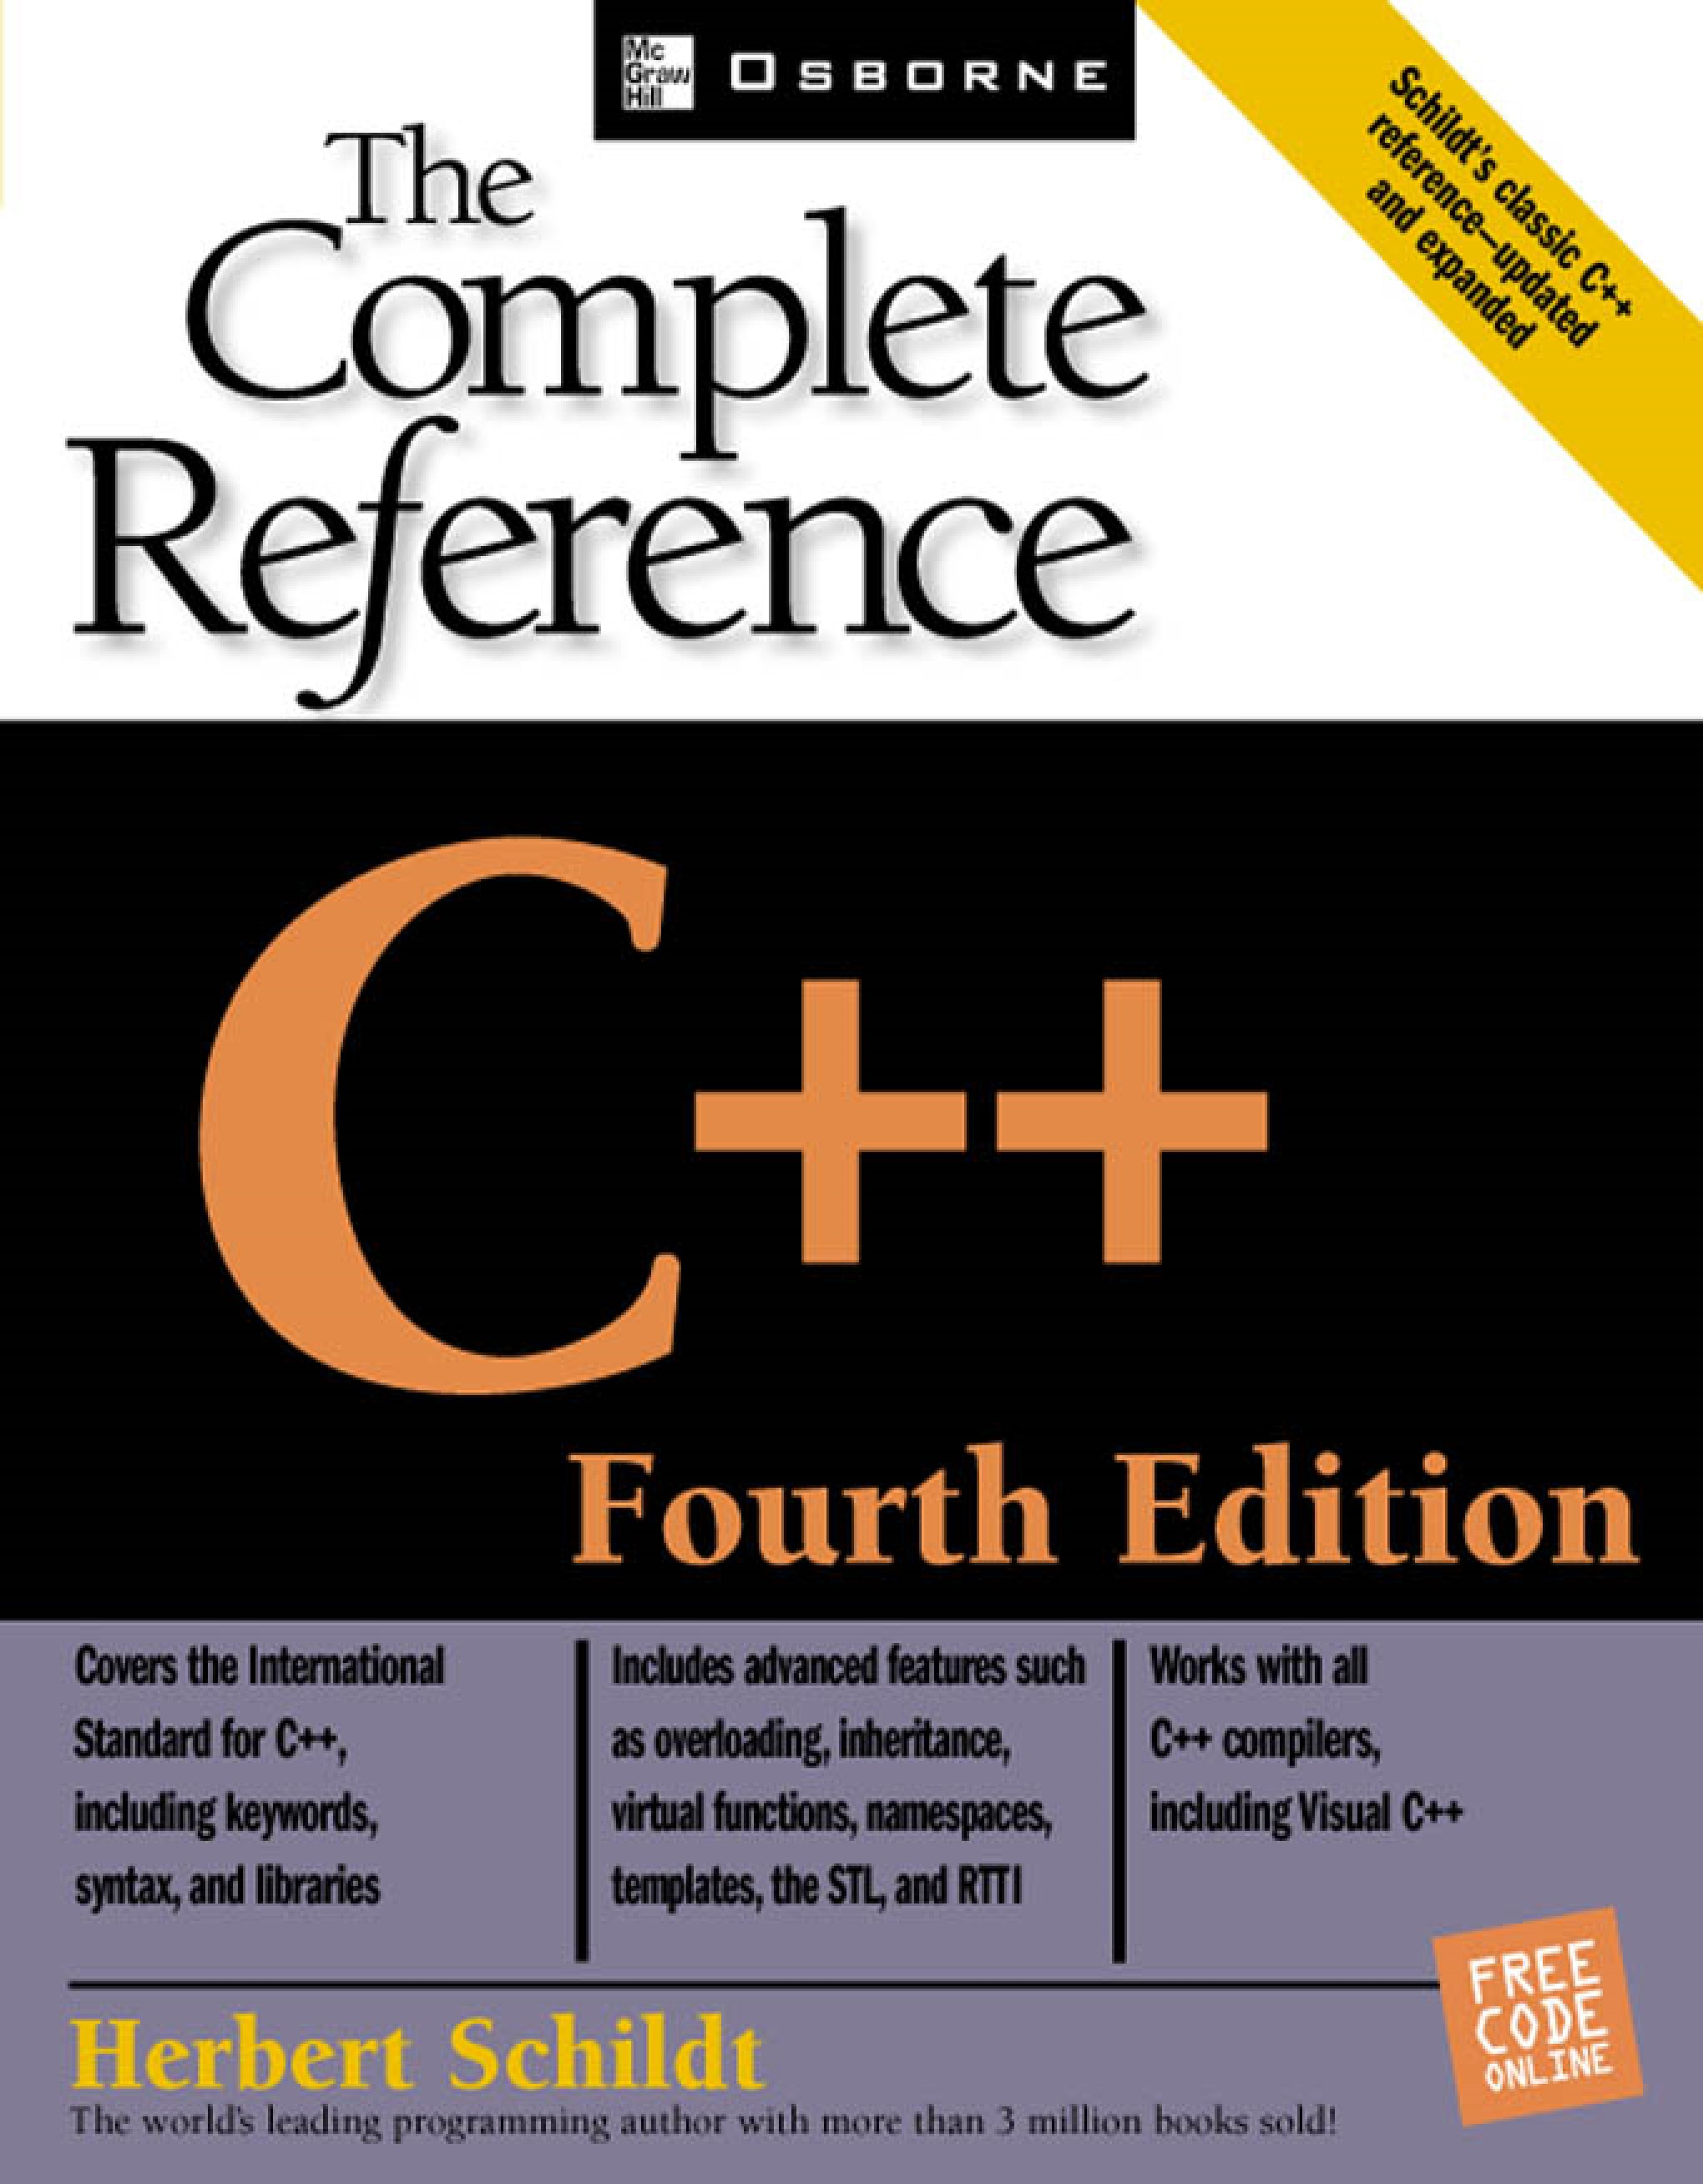 Mc
Graw
Hill
OSBORNE
Schildt's classic C++
reference—updated
and expanded
The
Complete
Reference
C++
Fourth Edition
Covers the International
Standard for C++,
including keywords,
syntax, and libraries
Includes advanced features such
as overloading, inheritance,
virtual functions, namespaces,
templates, the STL, and RTTI
Works with all
C++ compilers,
including Visual C++
FREE
CODE
ONLINE
Herbert Schildt
The world's leading programming author with more than 3 million books sold!